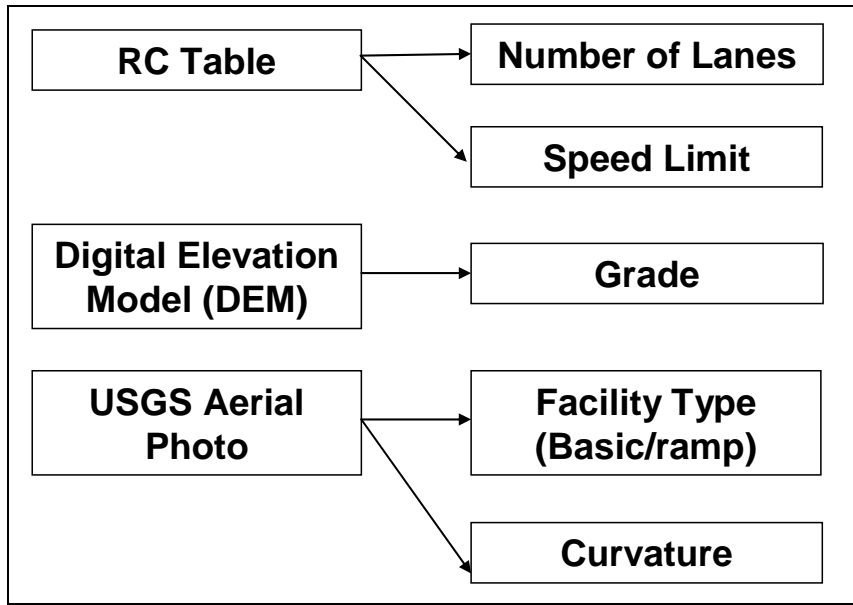 RC Table
Number of Lanes
Speed Limit
Digital Elevation
Model (DEM)
Grade
USGS Aerial
Photo
Facility Type
(Basic/ramp)
Curvature